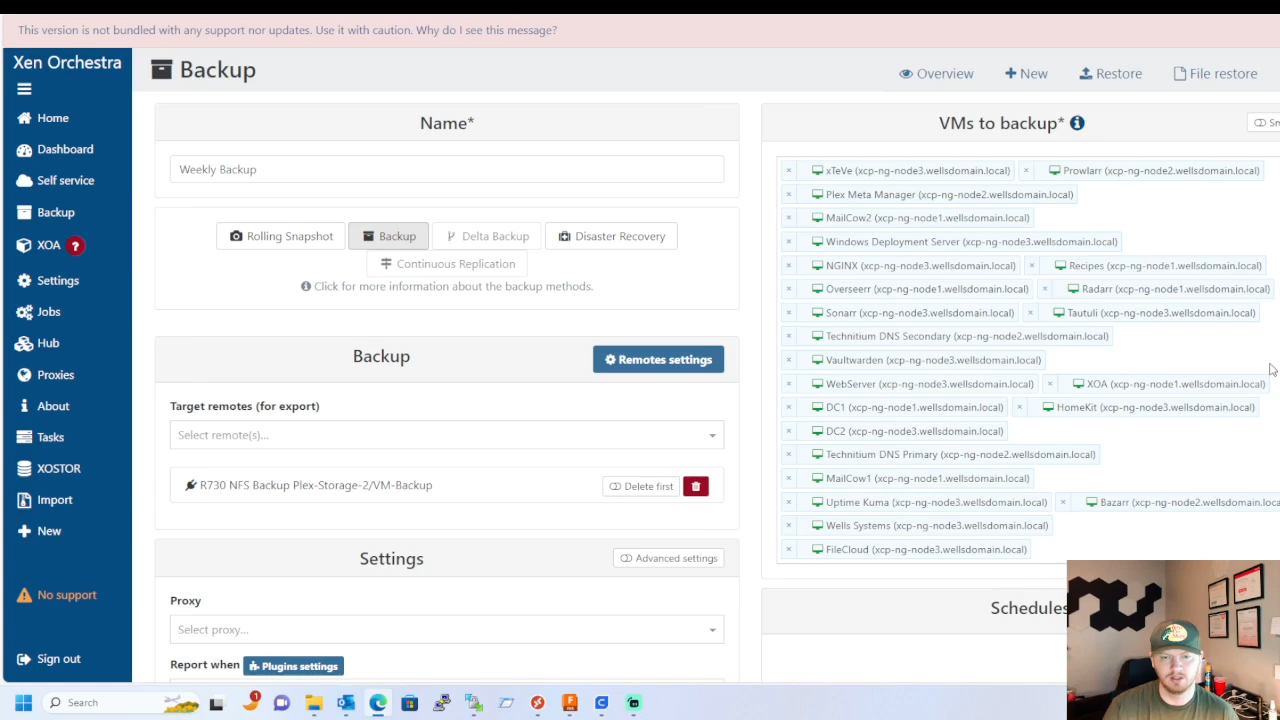 This version is not bundled with any support nor updates. Use it with caution. Why do I see this message?
Xen Orchestra
Home
Dashboard
Self service
Backup
XOA ?
Settings
Jobs
Hub
Proxies
About
Tasks
XOSTOR
Import
New
No support
Sign out
Backup
Overview
New
Restore
File restore
Name*
Weekly Backup
Rolling Snapshot
Backup
Delta Backup
Disaster Recovery
Continuous Replication
Click for more information about the backup methods.
Backup
Remotes settings
Target remotes (for export)
Select remote(s)...
R730 NFS Backup Plex-Storage-2/VM-Backup
Delete first
Settings
Advanced settings
Proxy
Select proxy...
Report when
Plugins settings
VMs to backup*
xTeVe (xcp-ng-node3.wellsdomain.local) Prowlarr (xcp-ng-node2.wellsdomain.local)
Plex Meta Manager (xcp-ng-node2.wellsdomain.local)
MailCow2 (xcp-ng-node1.wellsdomain.local)
Windows Deployment Server (xcp-ng-node3.wellsdomain.local)
NGINX (xcp-ng-node3.wellsdomain.local) Recipes (xcp-ng-node1.wellsdomain.local)
Overseerr (xcp-ng-node1.wellsdomain.local) Radarr (xcp-ng-node1.wellsdomain.local)
Sonarr (xcp-ng-node3.wellsdomain.local) Tautuli (xcp-ng-node3.wellsdomain.local)
Technitium DNS Secondary (xcp-ng-node2.wellsdomain.local)
Vaultwarden (xcp-ng-node3.wellsdomain.local)
WebServer (xcp-ng-node3.wellsdomain.local) XOA (xcp-ng-node1.wellsdomain.local)
DC1 (xcp-ng-node1.wellsdomain.local) HomeKit (xcp-ng-node3.wellsdomain.local)
DC2 (xcp-ng-node3.wellsdomain.local)
Technitium DNS Primary (xcp-ng-node2.wellsdomain.local)
MailCow1 (xcp-ng-node1.wellsdomain.local)
Uptime Kuma (xcp-ng-node3.wellsdomain.local) Bazarr (xcp-ng-node2.wellsdomain.loca
Wells Systems (xcp-ng-node3.wellsdomain.local)
FileCloud (xcp-ng-node3.wellsdomain.local)
Schedules
Search
1